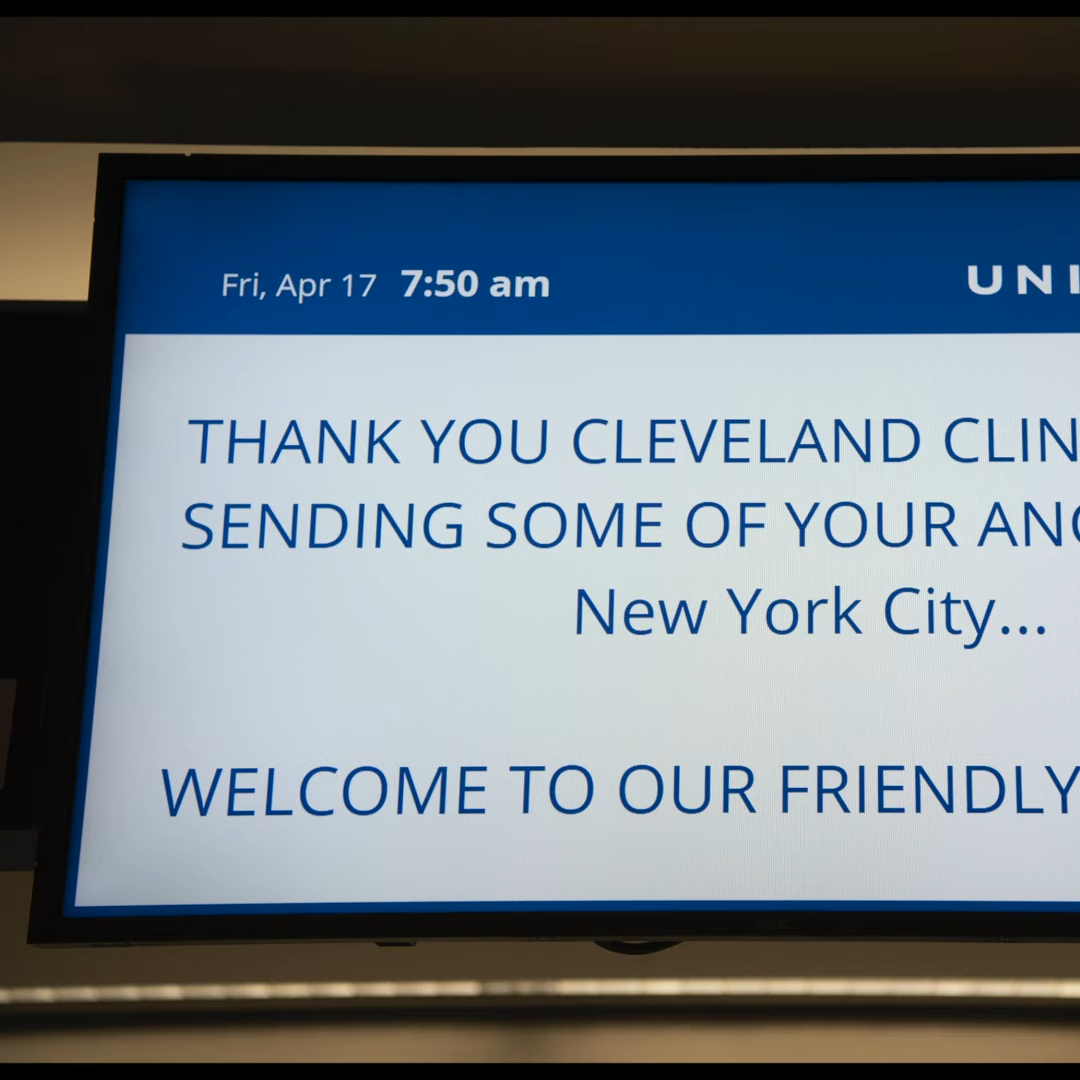 Fri, Apr 17 7:50 am UNI
THANK YOU CLEVELAND CLIN
SENDING SOME OF YOUR ANG
New York City...
WELCOME TO OUR FRIENDLY